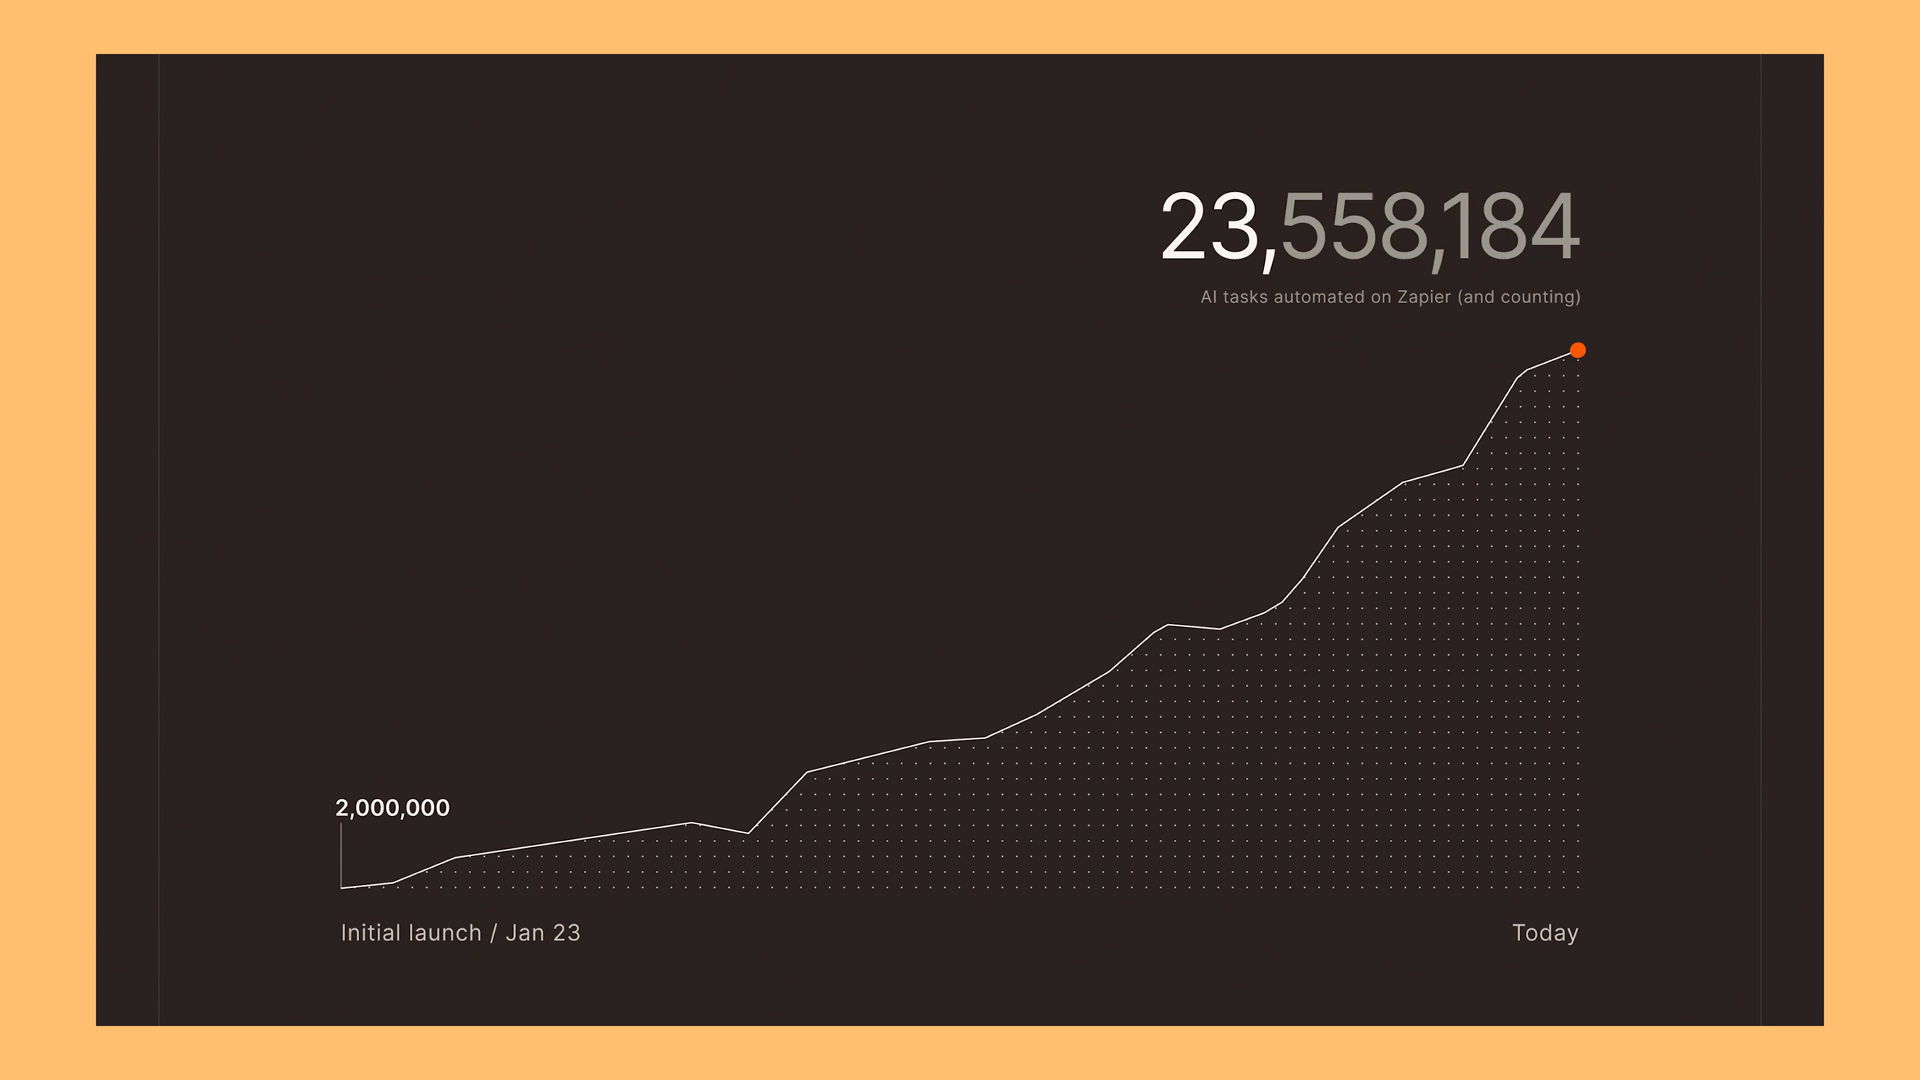 23,558,184
AI tasks automated on Zapier (and counting)
2,000,000
Initial launch / Jan 23
Today